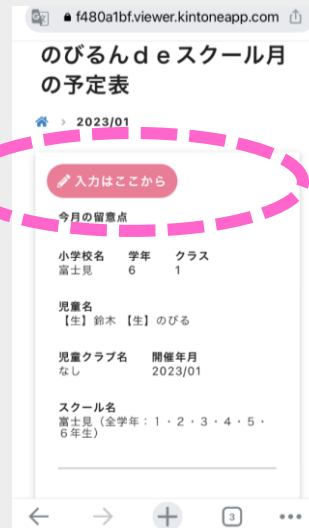 f480a1bf.viewer.kintoneapp.com
のびるんｄｅスクール月
の予定表
> 2023/01
入力はここから
今月の留意点
小学校名 学年 クラス
富士見 6 1
児童名
【生】鈴木 【生】のびる
児童クラブ名 開催年月
なし 2023/01
スクール名
富士見（全学年：１・２・３・４・５・
６年生）
3